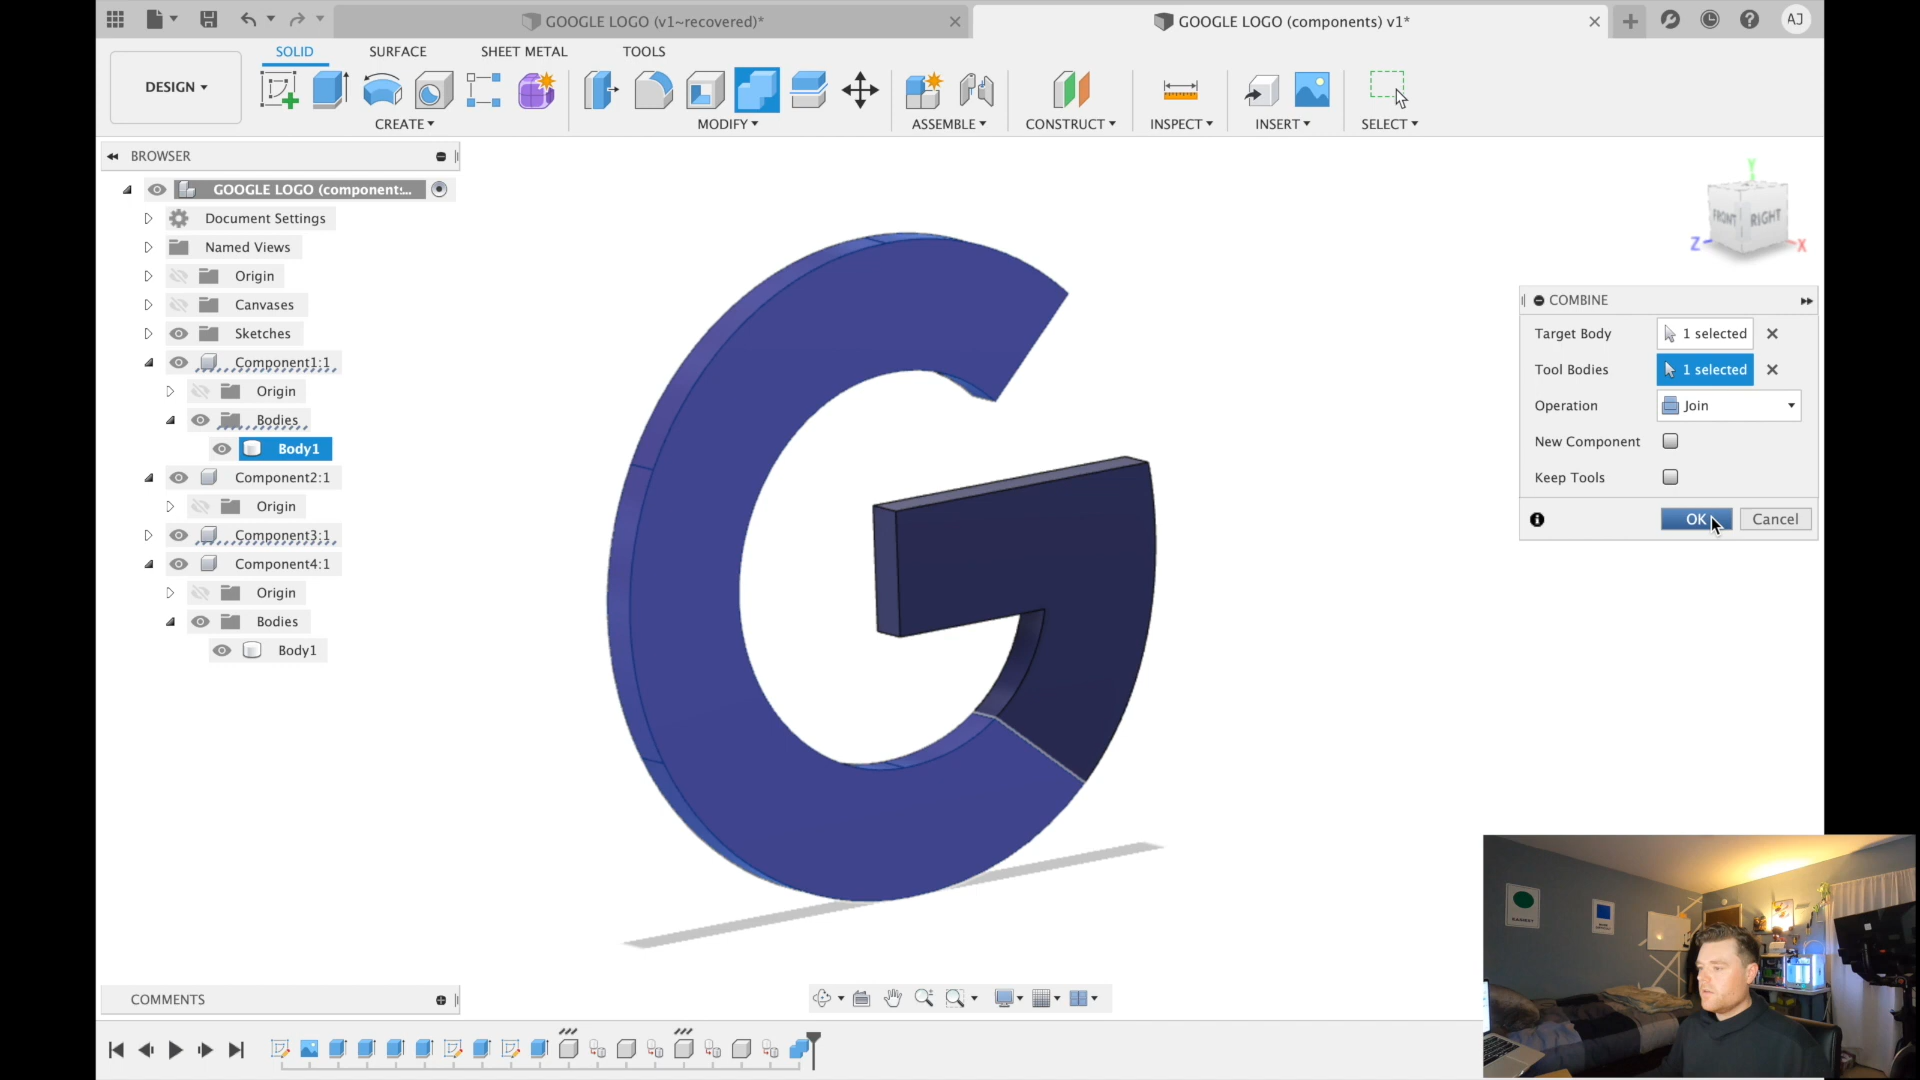 GOOGLE LOGO (v1~recovered)*
GOOGLE LOGO (components) v1*
AJ
DESIGN
SOLID
SURFACE
SHEET METAL
TOOLS
CREATE
MODIFY
ASSEMBLE
CONSTRUCT
INSPECT
INSERT
SELECT
BROWSER
GOOGLE LOGO (component:...
Document Settings
Named Views
Origin
Canvases
Sketches
Component1:1
Origin
Bodies
Body1
Component2:1
Origin
Component3:1
Component4:1
Origin
Bodies
Body1
Y
FRONT
RIGHT
Z
X
COMBINE
Target Body
1 selected
Tool Bodies
1 selected
Operation
Join
New Component
Keep Tools
OK
Cancel
COMMENTS